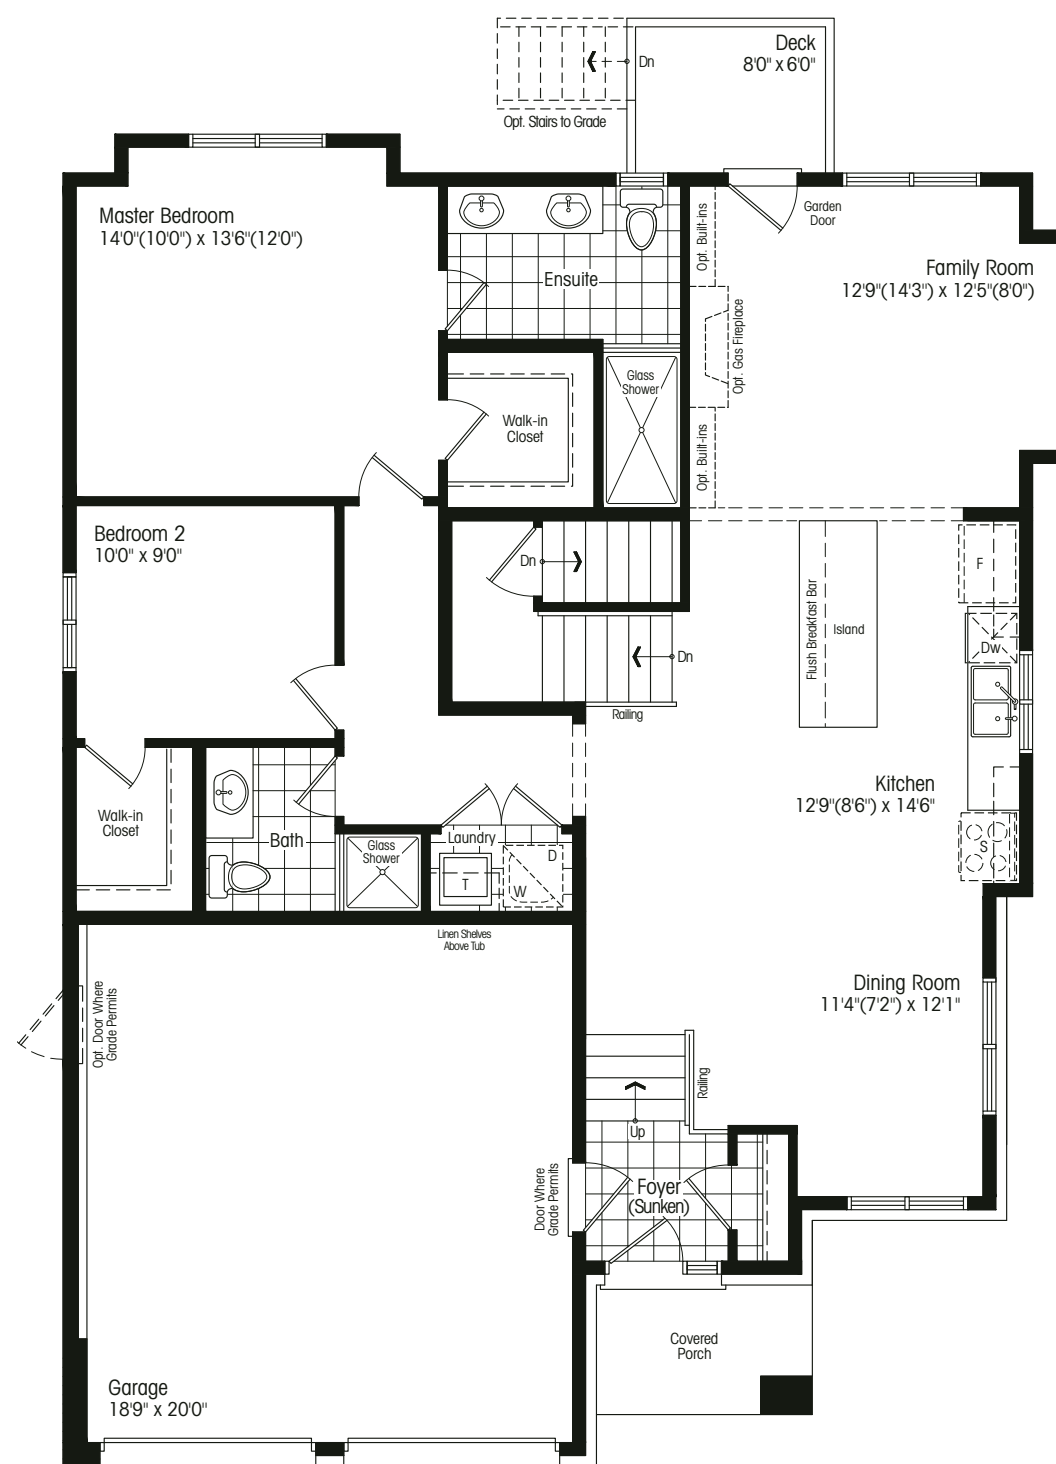 Deck
8'0" x 6'0"
Dn
Opt. Stairs to Grade
Master Bedroom
14'0"(10'0") x 13'6"(12'0")
Opt. Built-ins
Garden
Door
Ensuite
Family Room
12'9"(14'3") x 12'5"(8'0")
Opt. Gas Fireplace
Glass
Shower
Walk-in
Closet
Opt. Built-ins
Bedroom 2
10'0" x 9'0"
Dn
F
Flush Breakfast Bar
Island
Dw
Dn
Railing
Kitchen
12'9"(8'6") x 14'6"
Walk-in
Closet
Bath
Glass
Shower
Laundry
D
S
T
W
Linen Shelves
Above Tub
Dining Room
11'4"(7'2") x 12'1"
Opt. Door Where
Grade Permits
Railing
Up
Door Where
Grade Permits
Foyer
(Sunken)
Covered
Porch
Garage
18'9" x 20'0"